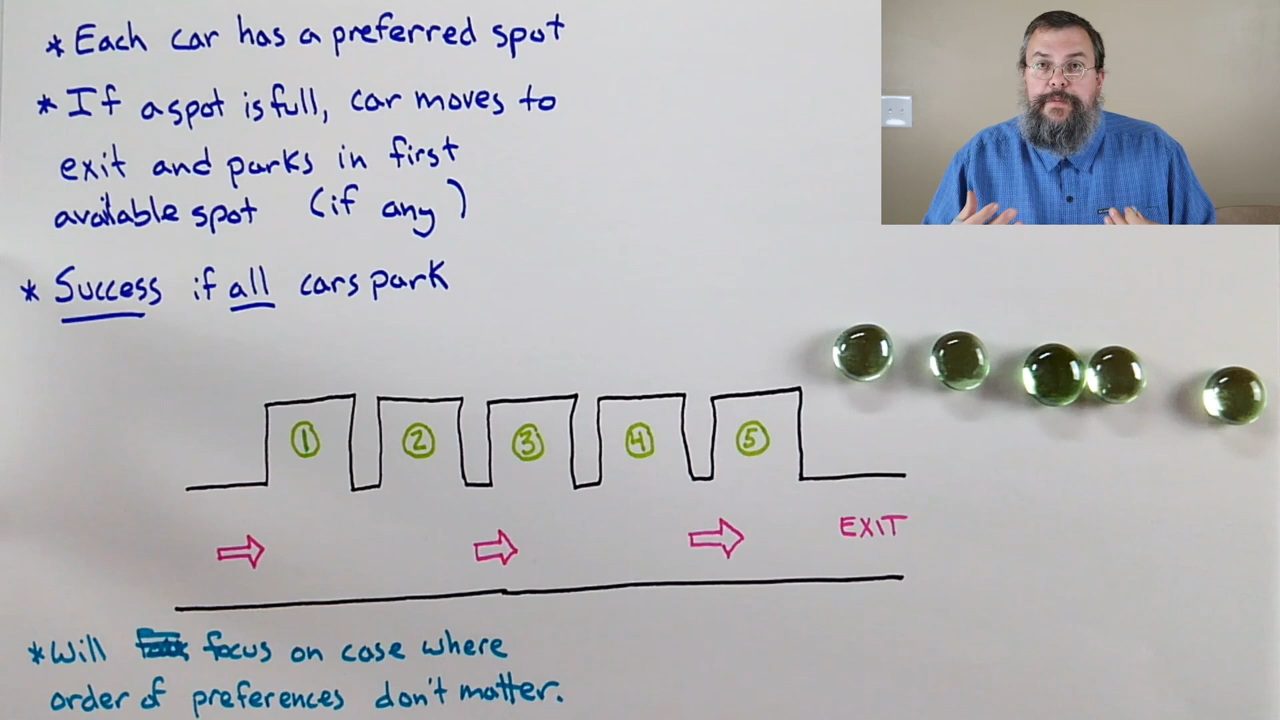 * Each car has a preferred spot
* If a spot is full, car moves to
exit and parks in first
available spot (if any)
* Success if all cars park
① ② ③ ④ ⑤
EXIT
* Will focus on case where
order of preferences don't matter.